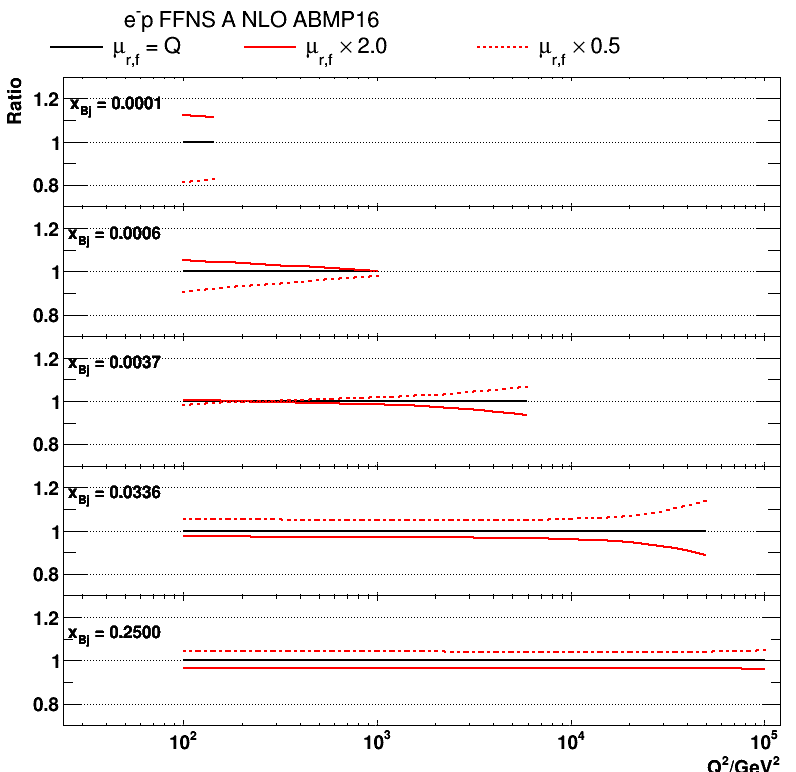 e⁻p FFNS A NLO ABMP16
μr,f = Q μr,f × 2.0 μr,f × 0.5
Ratio
xBj = 0.0001
1.2
1
0.8
xBj = 0.0006
1.2
1
0.8
xBj = 0.0037
1.2
1
0.8
xBj = 0.0336
1.2
1
0.8
xBj = 0.2500
1.2
1
0.8
10² 10³ 10⁴ 10⁵
Q²/GeV²